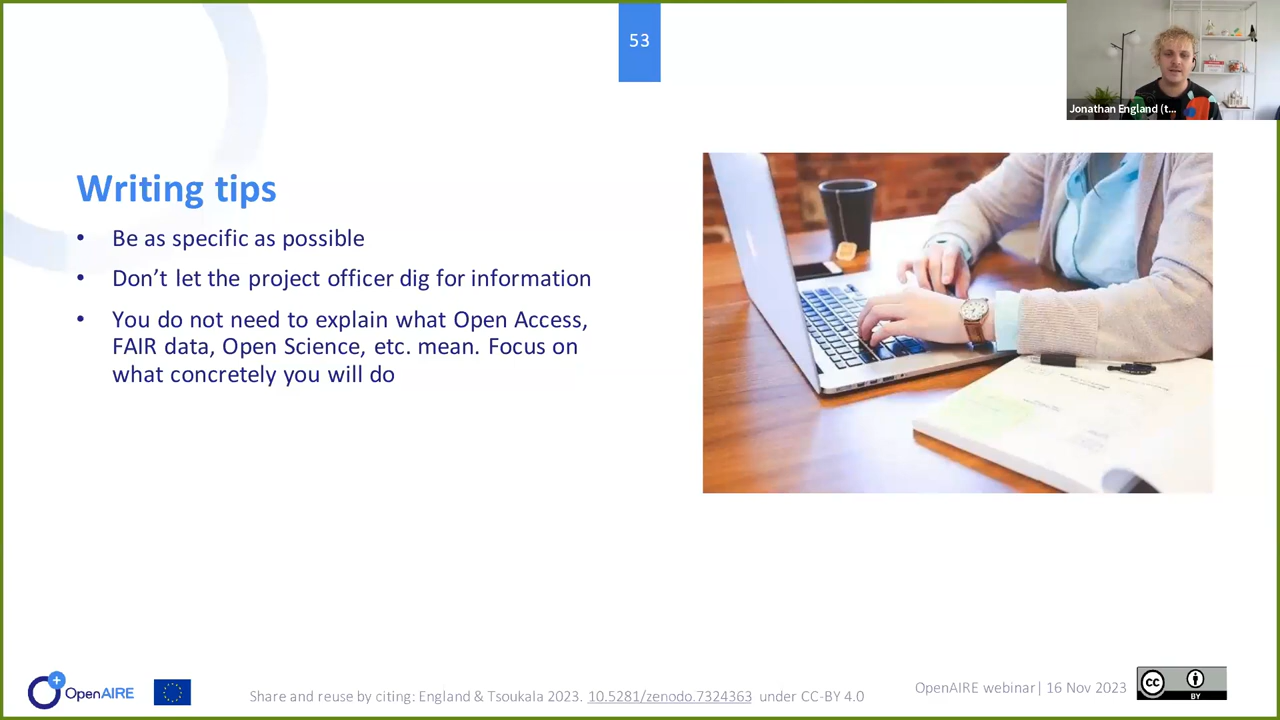 53
Jonathan England (t...
Writing tips
• Be as specific as possible
• Don’t let the project officer dig for information
• You do not need to explain what Open Access,
FAIR data, Open Science, etc. mean. Focus on
what concretely you will do
OpenAIRE
Share and reuse by citing: England & Tsoukala 2023. 10.5281/zenodo.7324363 under CC-BY 4.0
OpenAIRE webinar| 16 Nov 2023
cc
BY